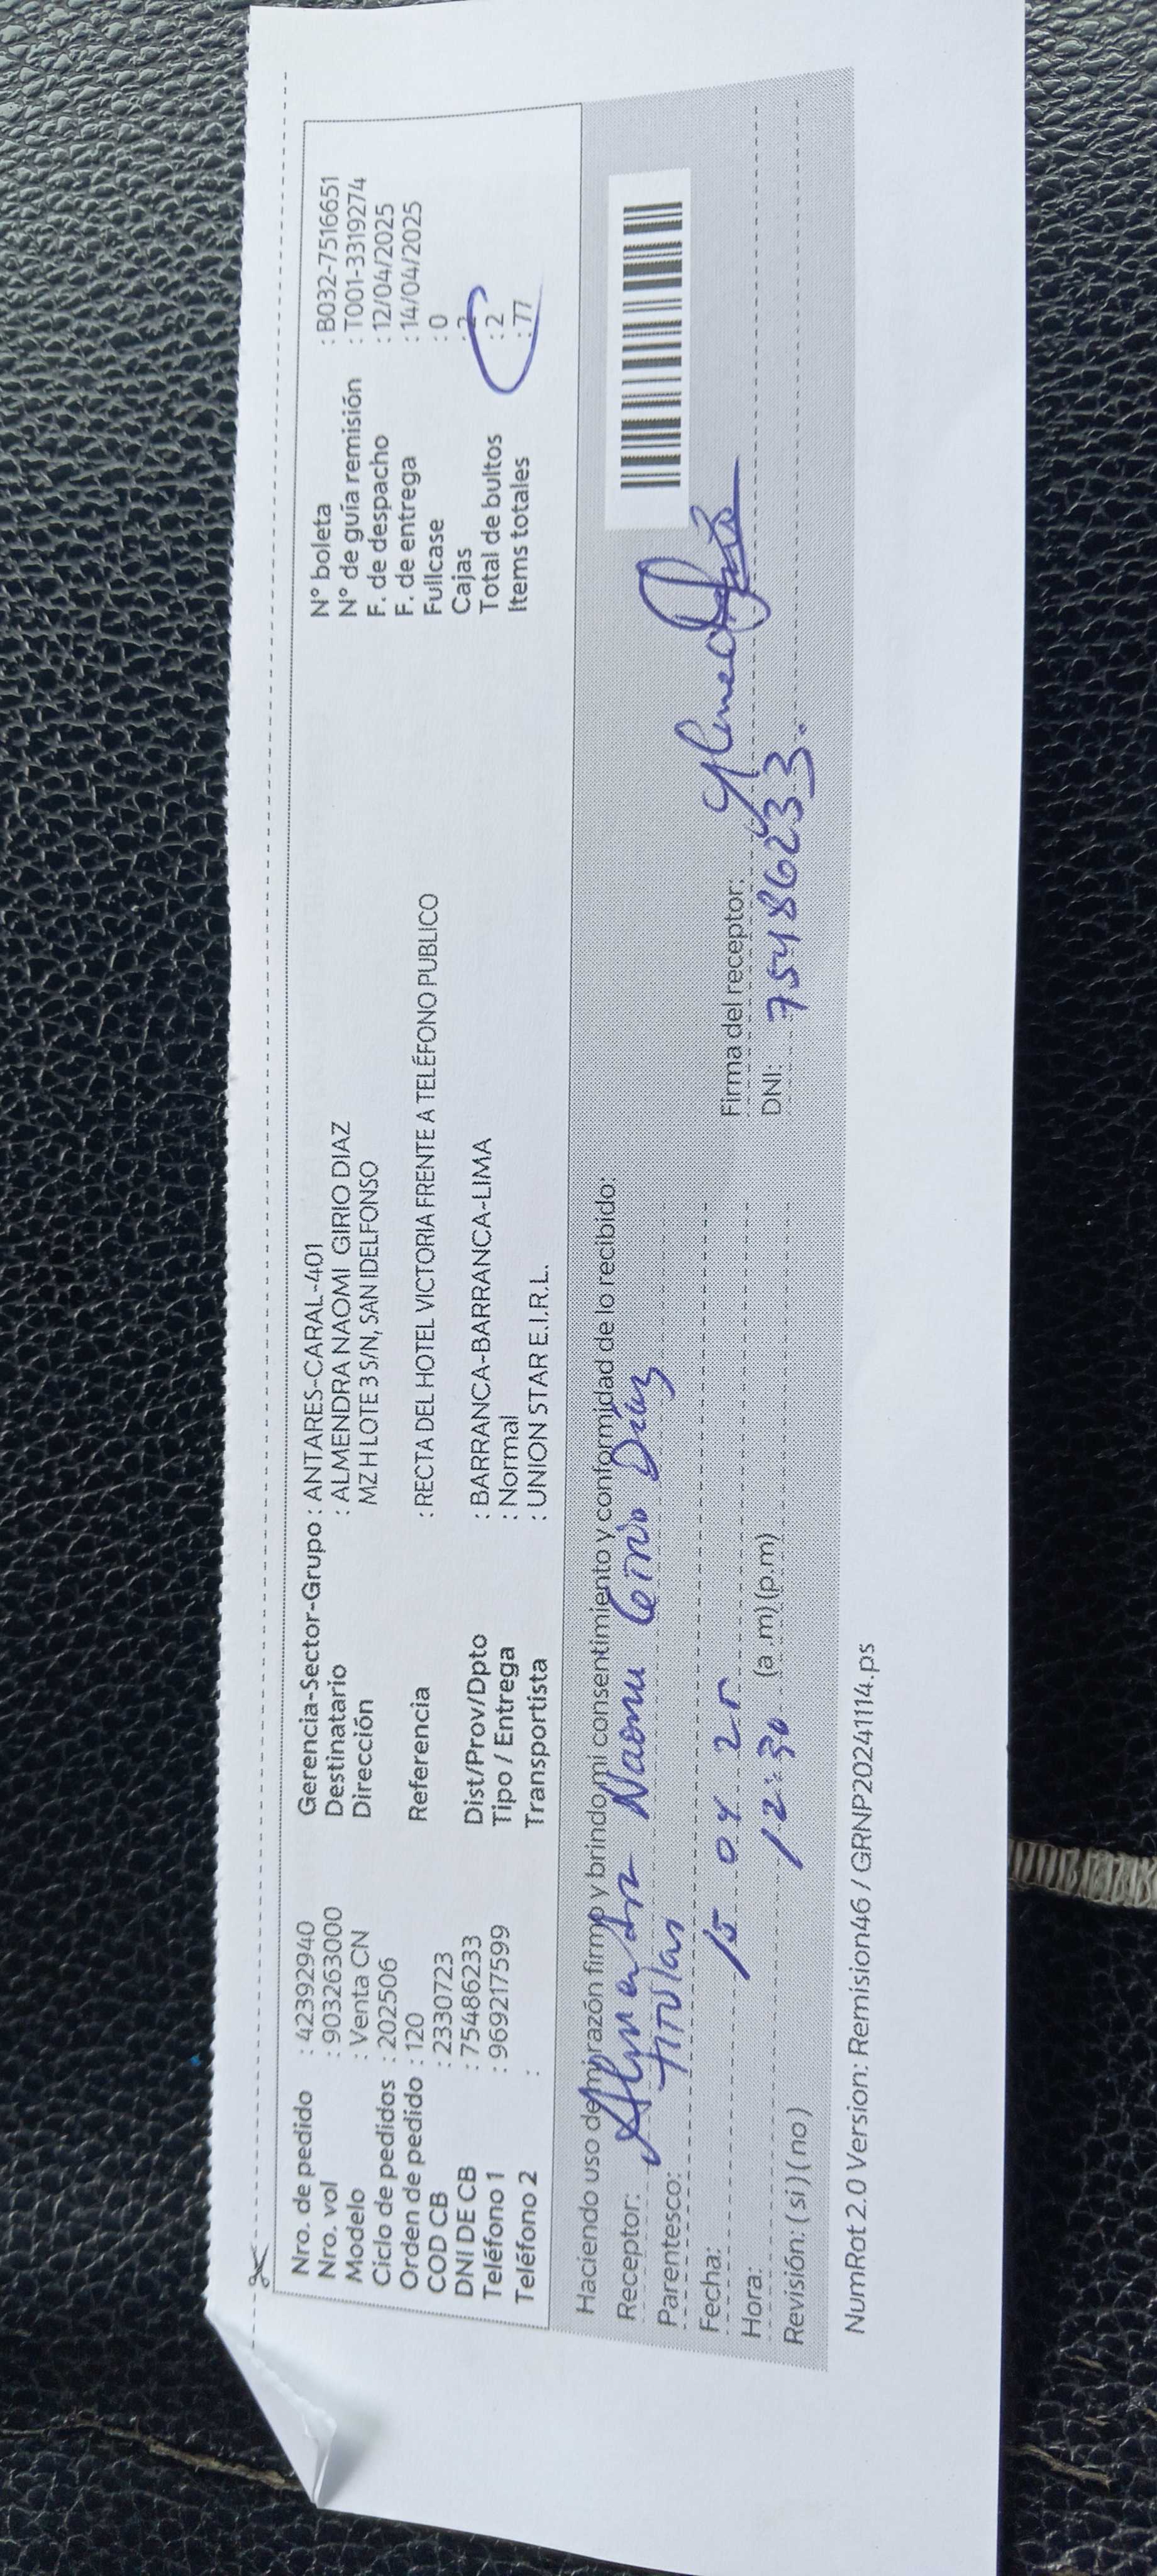 Nro. de pedido : 42392940
Nro. vol : 903263000
Modelo : Venta CN
Ciclo de pedidos : 202506
Orden de pedido : 120
COD CB : 2330723
DNI DE CB : 75486233
Teléfono 1 : 969217599
Teléfono 2 :
Gerencia-Sector-Grupo : ANTARES-CARAL-401
Destinatario : ALMENDRA NAOMI GIRIO DIAZ
Dirección MZ H LOTE 3 S/N, SAN IDELFONSO
Referencia : RECTA DEL HOTEL VICTORIA FRENTE A TELÉFONO PUBLICO
Dist/Prov/Dpto : BARRANCA-BARRANCA-LIMA
Tipo / Entrega : Normal
Transportista : UNION STAR E.I.R.L.
N° boleta : B032-7516651
N° de guía remisión : T001-3319274
F. de despacho : 12/04/2025
F. de entrega : 14/04/2025
Fullcase : 0
Cajas : 2
Total de bultos : 2
Items totales : 77
Haciendo uso de mi razón firmo y brindo mi consentimiento y conformidad de lo recibido:
Receptor: Almendra Naomi Girio Díaz
Parentesco: Titular
Fecha: 15 04 25
Hora: 12:30 (a.m) (p.m)
Revisión: ( si ) ( no )
Firma del receptor:
DNI: 75486233.
NumRot 2.0 Version: Remision46 / GRNP20241114.ps